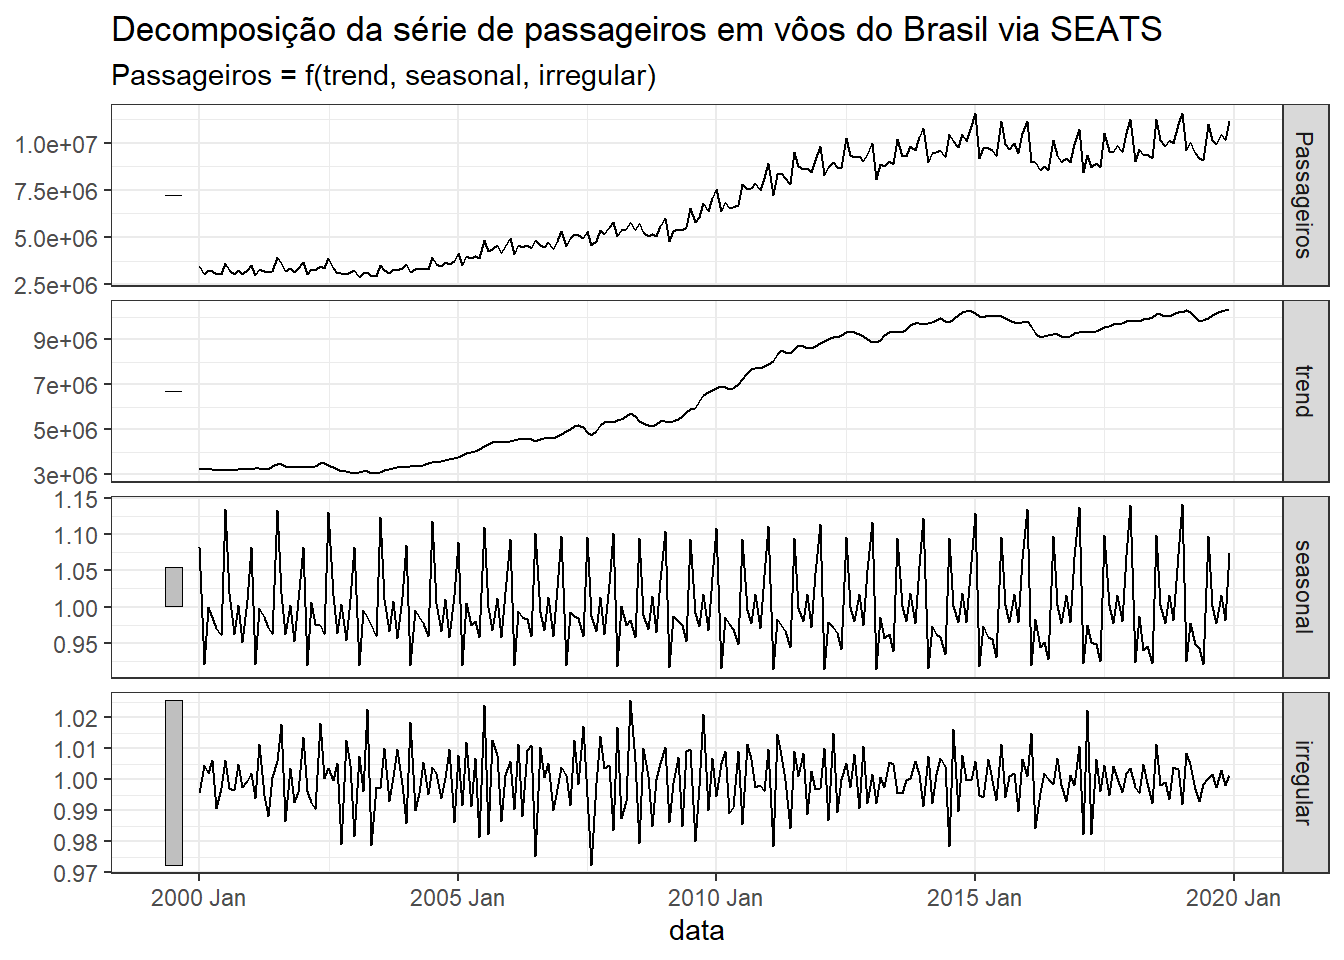 Decomposição da série de passageiros em vôos do Brasil via SEATS
Passageiros = f(trend, seasonal, irregular)
1.0e+07
7.5e+06
5.0e+06
2.5e+06
Passageiros
9e+06
7e+06
5e+06
3e+06
trend
1.15
1.10
1.05
1.00
0.95
seasonal
1.02
1.01
1.00
0.99
0.98
0.97
irregular
2000 Jan
2005 Jan
2010 Jan
2015 Jan
2020 Jan
data